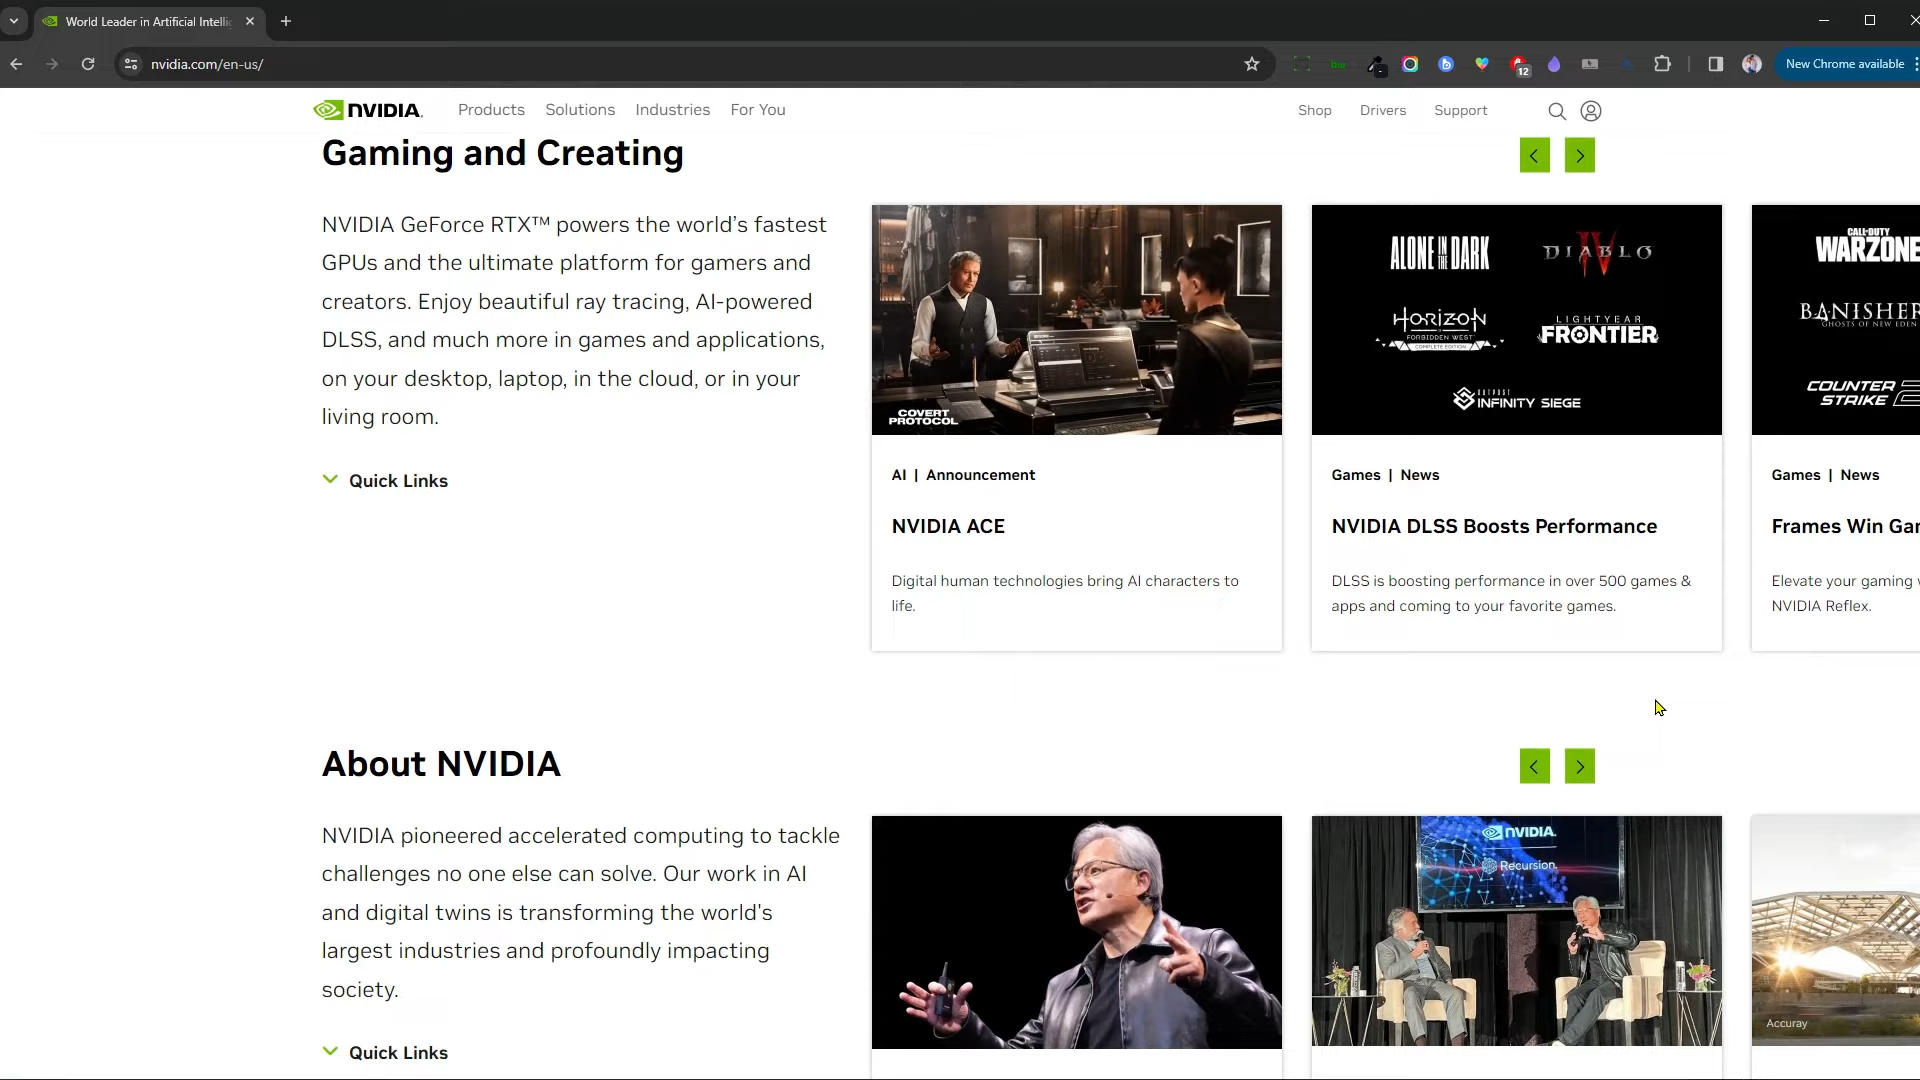 World Leader in Artificial Intelli
nvidia.com/en-us/
12
New Chrome available
NVIDIA.
Products
Solutions
Industries
For You
Shop
Drivers
Support
Gaming and Creating
NVIDIA GeForce RTX™ powers the world’s fastest
GPUs and the ultimate platform for gamers and
creators. Enjoy beautiful ray tracing, AI-powered
DLSS, and much more in games and applications,
on your desktop, laptop, in the cloud, or in your
living room.
Quick Links
COVERT
PROTOCOL
AI | Announcement
NVIDIA ACE
Digital human technologies bring AI characters to
life.
ALONE IN THE DARK
DIABLO IV
HORIZON
FORBIDDEN WEST
COMPLETE EDITION
LIGHTYEAR
FRONTIER
OUTPOST
INFINITY SIEGE
Games | News
NVIDIA DLSS Boosts Performance
DLSS is boosting performance in over 500 games &
apps and coming to your favorite games.
CALL OF DUTY
WARZONE
BANISHER
GHOSTS OF NEW EDEN
COUNTER
STRIKE 2
Games | News
Frames Win Gar
Elevate your gaming
NVIDIA Reflex.
About NVIDIA
NVIDIA pioneered accelerated computing to tackle
challenges no one else can solve. Our work in AI
and digital twins is transforming the world's
largest industries and profoundly impacting
society.
Quick Links
NVIDIA.
Recursion.
Accuray